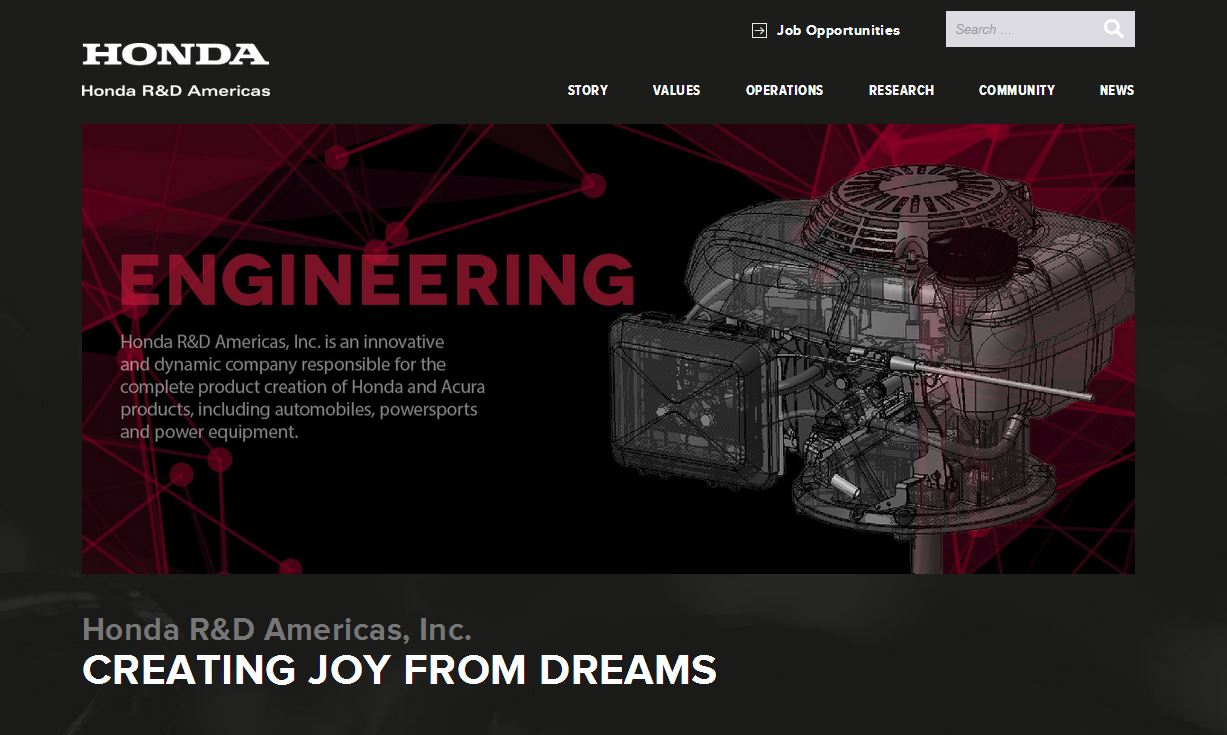 Job Opportunities
Search ...
HONDA
Honda R&D Americas
STORY VALUES OPERATIONS RESEARCH COMMUNITY NEWS
ENGINEERING
Honda R&D Americas, Inc. is an innovative
and dynamic company responsible for the
complete product creation of Honda and Acura
products, including automobiles, powersports
and power equipment.
Honda R&D Americas, Inc.
CREATING JOY FROM DREAMS